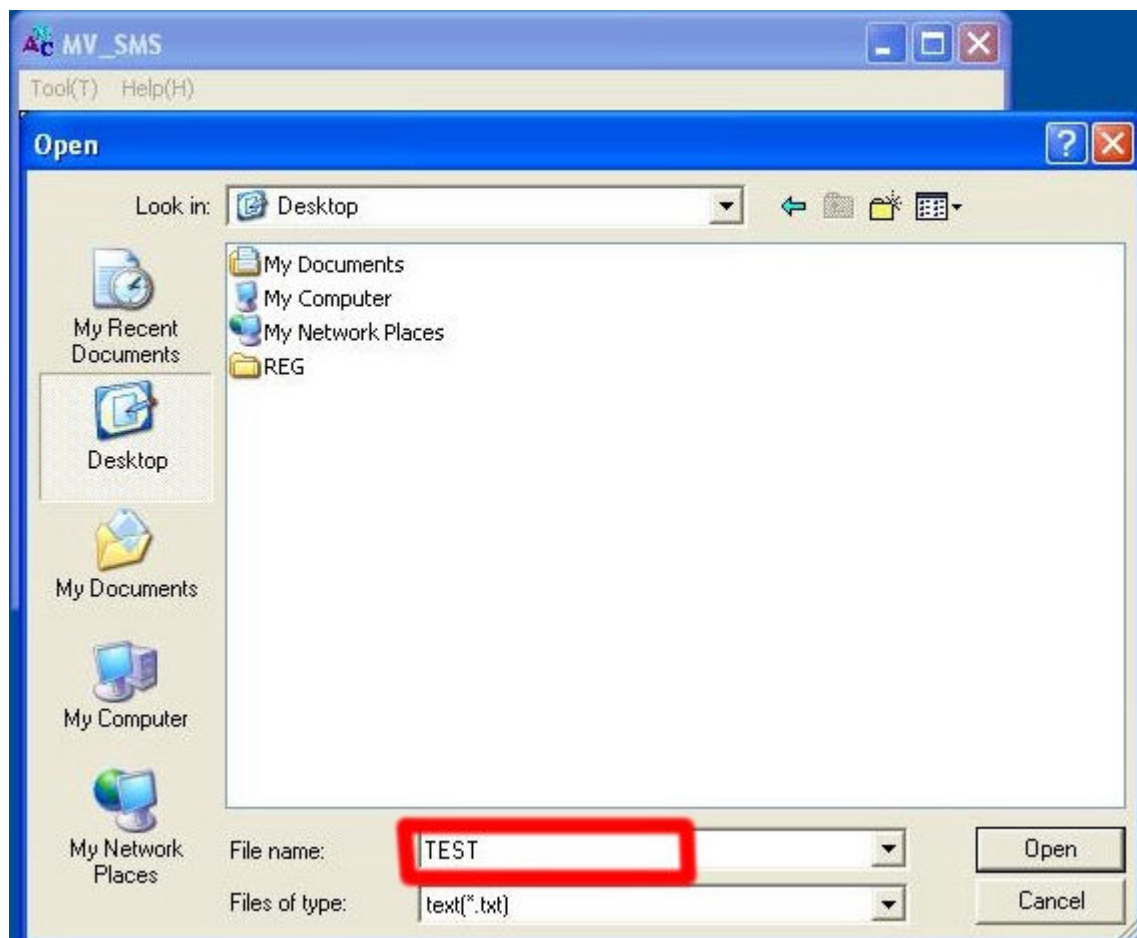 MV_SMS
Tool(T) Help(H)
Open
Look in: Desktop
My Documents
My Computer
My Network Places
REG
My Recent
Documents
Desktop
My Documents
My Computer
My Network
Places
File name: TEST Open
Files of type: text(*.txt) Cancel